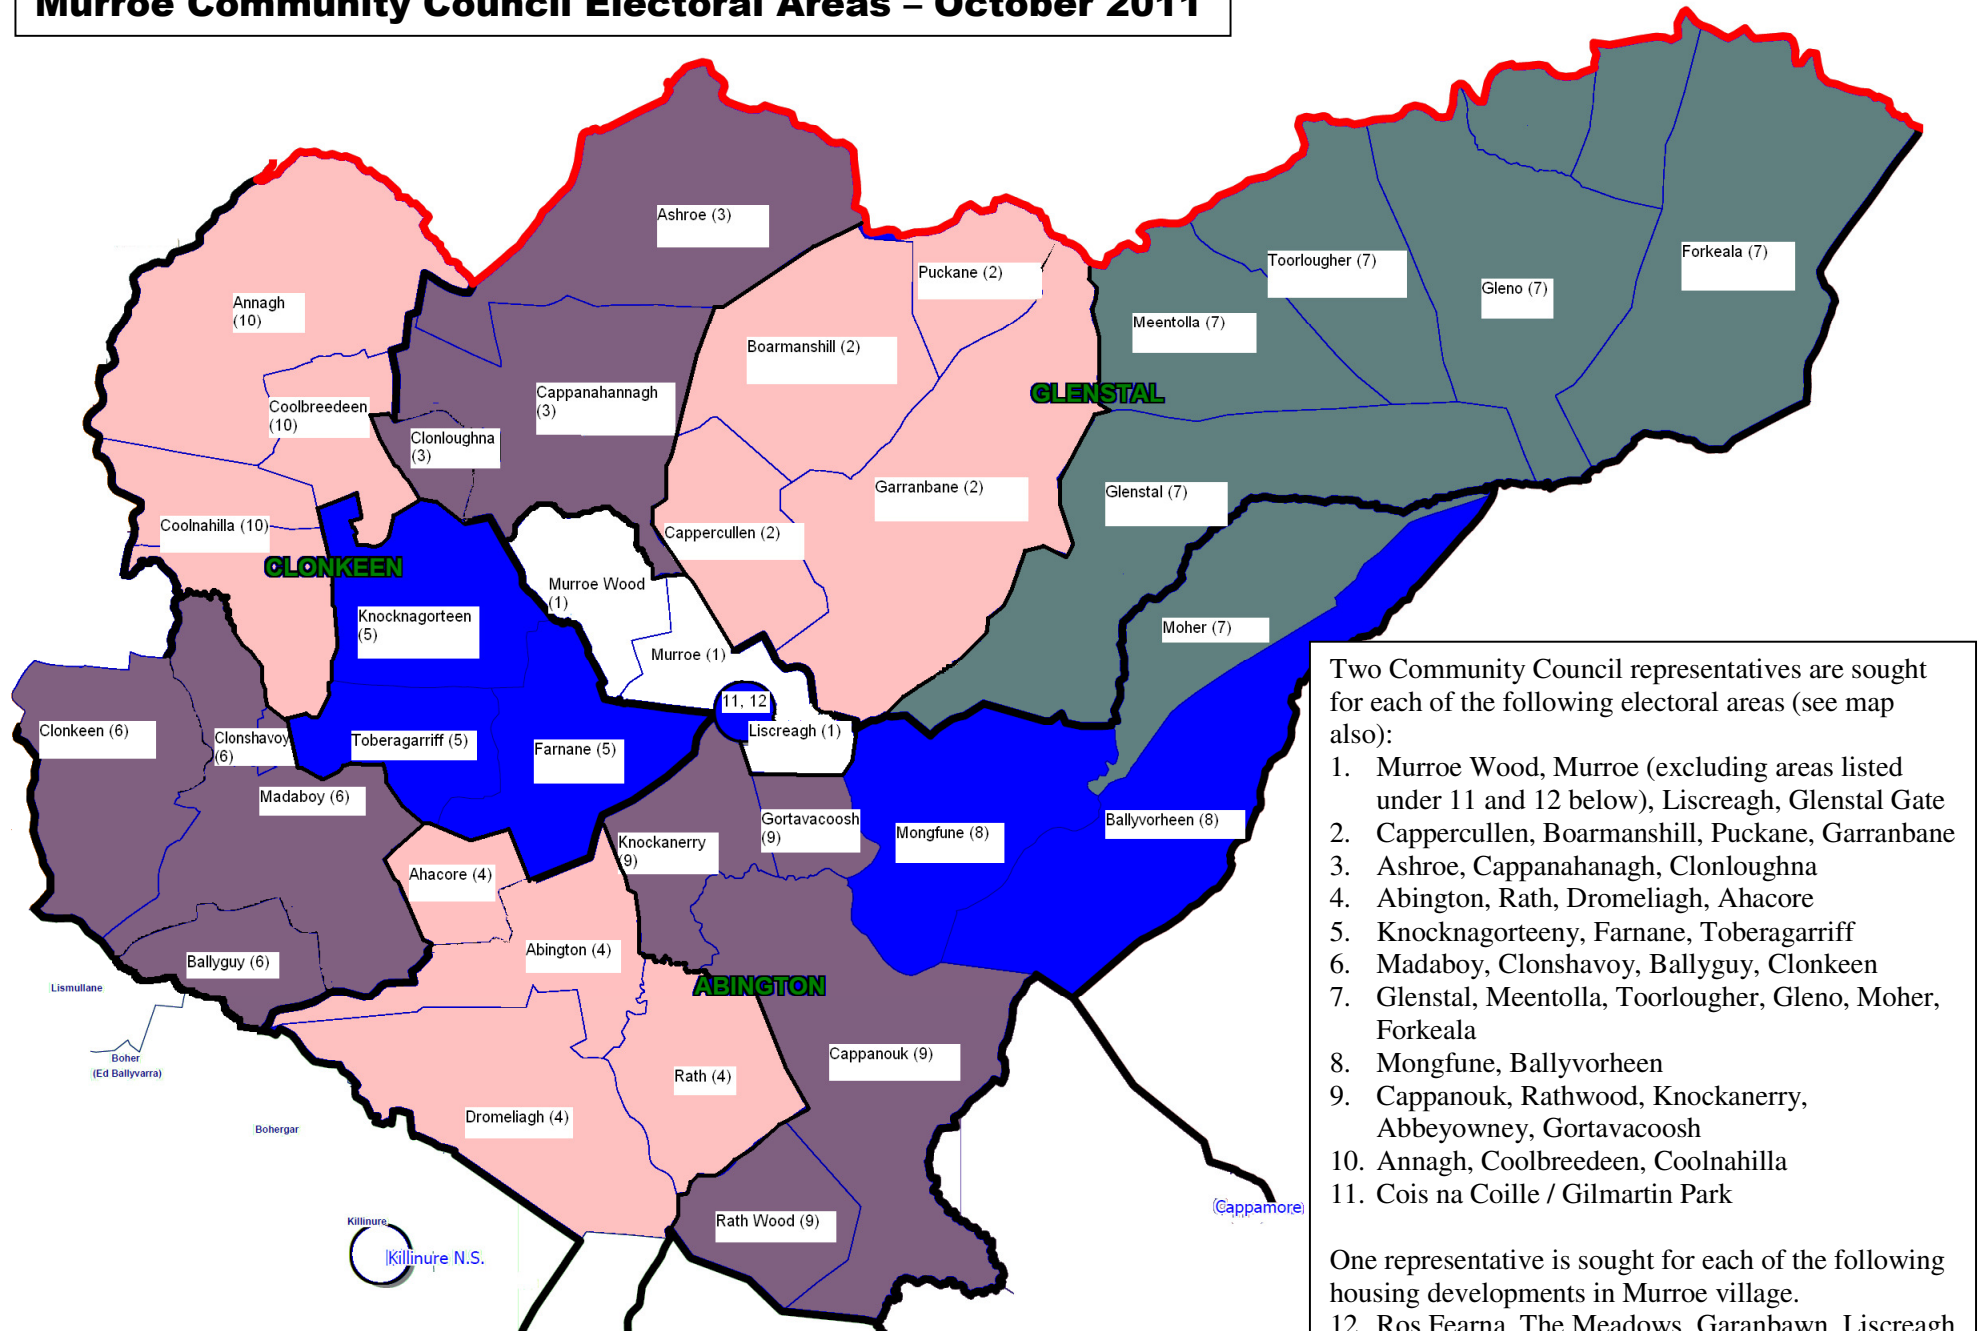 Murroe Community Council Electoral Areas – October 2011
Ashroe (3)
Puckane (2)
Toorlougher (7)
Forkeala (7)
Gleno (7)
Annagh
(10)
Meentolla (7)
Boarmanshill (2)
Cappanahannagh
(3)
GLENSTAL
Coolbreedeen
(10)
Clonloughna
(3)
Garranbane (2)
Glenstal (7)
Coolnahilla (10)
Cappercullen (2)
CLONKEEN
Murroe Wood
(1)
Knocknagorteen
(5)
Moher (7)
Murroe (1)
11, 12
Liscreagh (1)
Clonkeen (6)
Clonshavoy
(6)
Toberagarriff (5)
Farnane (5)
Madaboy (6)
Gortavacoosh
(9)
Mongfune (8)
Ballyvorheen (8)
Knockanerry
(9)
Ahacore (4)
Abington (4)
Ballyguy (6)
Lismullane
ABINGTON
Boher
(Ed Ballyvarra)
Cappanouk (9)
Rath (4)
Dromeliagh (4)
Bohergar
Cappamore
Killinure
Rath Wood (9)
Killinure N.S.
Two Community Council representatives are sought
for each of the following electoral areas (see map
also):
1. Murroe Wood, Murroe (excluding areas listed
under 11 and 12 below), Liscreagh, Glenstal Gate
2. Cappercullen, Boarmanshill, Puckane, Garranbane
3. Ashroe, Cappanahanagh, Clonloughna
4. Abington, Rath, Dromeliagh, Ahacore
5. Knocknagorteeny, Farnane, Toberagarriff
6. Madaboy, Clonshavoy, Ballyguy, Clonkeen
7. Glenstal, Meentolla, Toorlougher, Gleno, Moher,
Forkeala
8. Mongfune, Ballyvorheen
9. Cappanouk, Rathwood, Knockanerry,
Abbeyowney, Gortavacoosh
10. Annagh, Coolbreedeen, Coolnahilla
11. Cois na Coille / Gilmartin Park
One representative is sought for each of the following
housing developments in Murroe village.
12. Ros Fearna, The Meadows, Garanbawn, Liscreagh